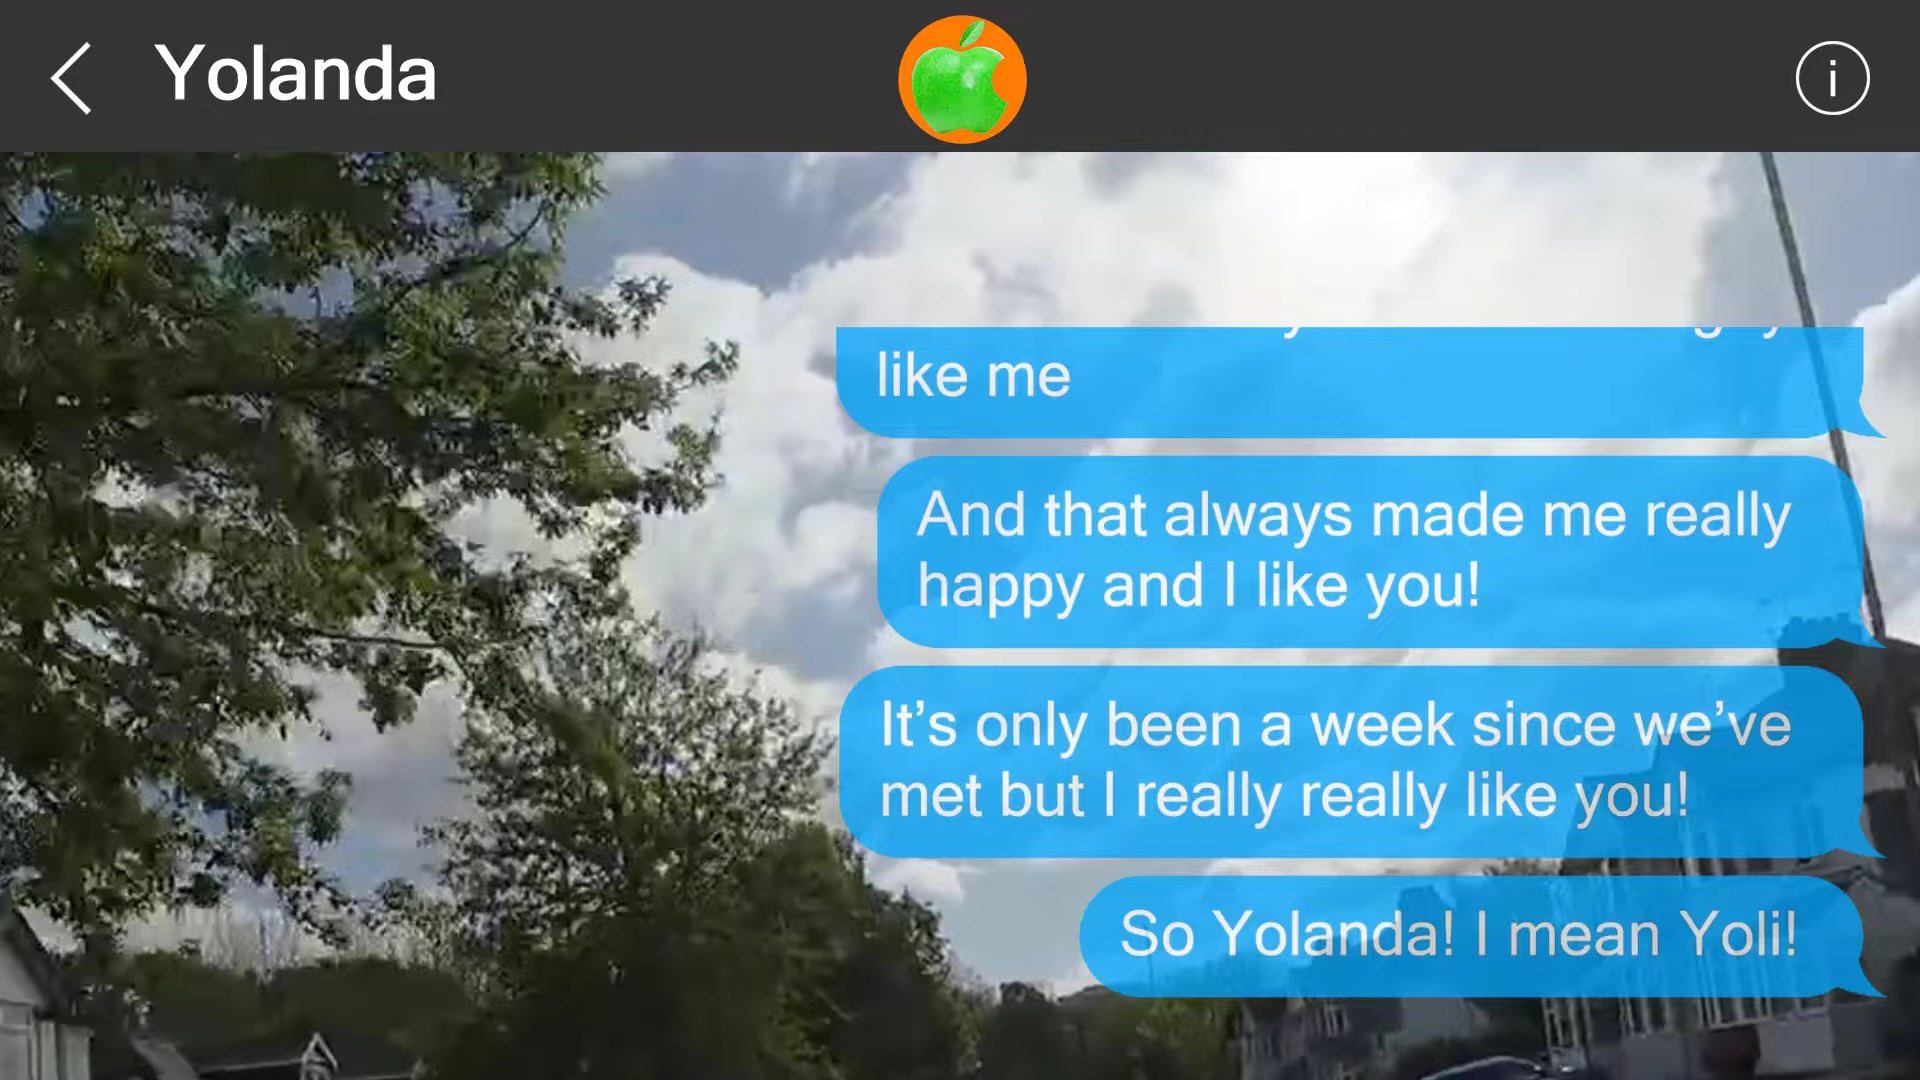 Yolanda
i
like me
And that always made me really
happy and I like you!
It’s only been a week since we’ve
met but I really really like you!
So Yolanda! I mean Yoli!